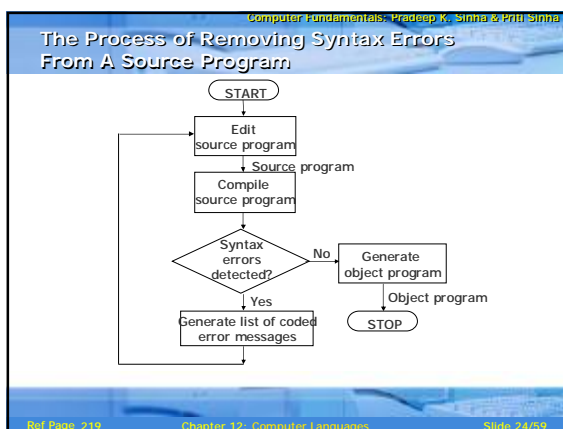 Computer Fundamentals: Pradeep K. Sinha & Priti Sinha
The Process of Removing Syntax Errors
From A Source Program
START
Edit
source program
Source program
Compile
source program
Syntax
errors
detected?
No
Generate
object program
Object program
STOP
Yes
Generate list of coded
error messages
Ref Page 219
Chapter 12: Computer Languages
Slide 24/59